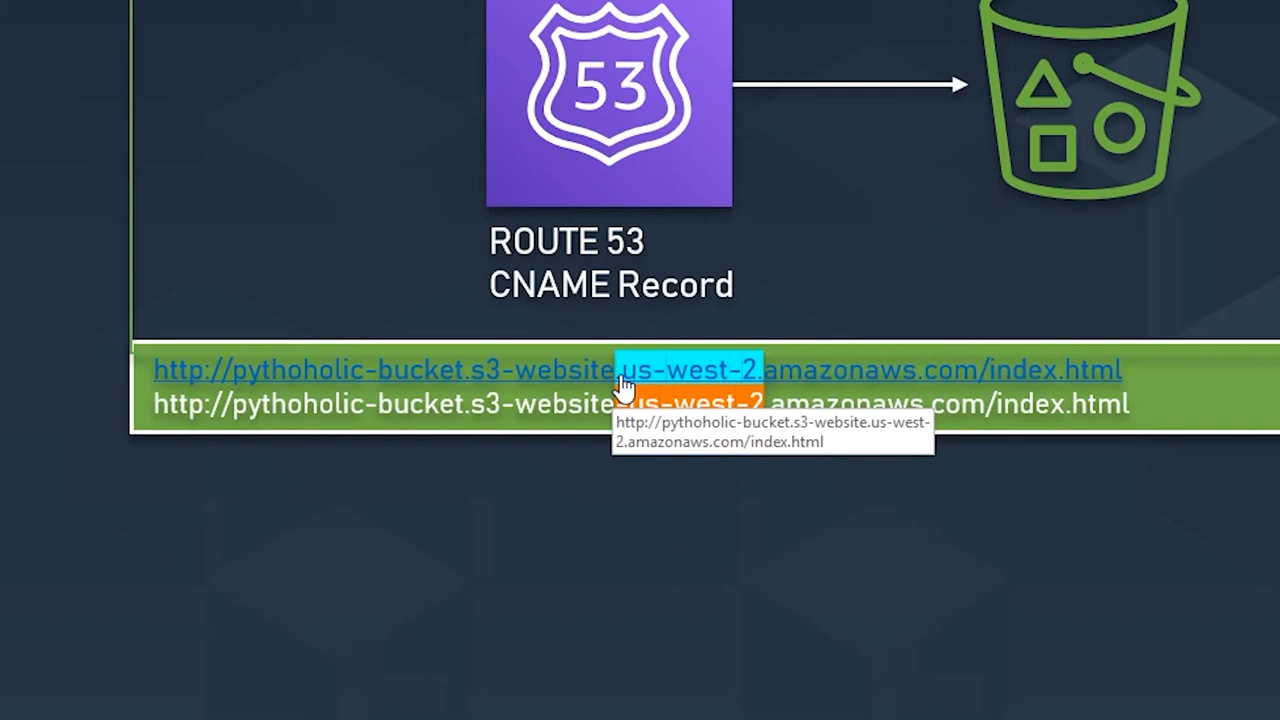 53
ROUTE 53
CNAME Record
http://pythoholic-bucket.s3-website.us-west-2.amazonaws.com/index.html
http://pythoholic-bucket.s3-website-us-west-2.amazonaws.com/index.html
http://pythoholic-bucket.s3-website.us-west-
2.amazonaws.com/index.html